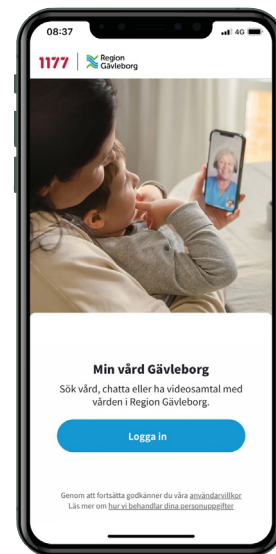 08:37
4G
1177
Region
Gävleborg
Min vård Gävleborg
Sök vård, chatta eller ha videosamtal med
vården i Region Gävleborg.
Logga in
Genom att fortsätta godkänner du våra användarvillkor
Läs mer om hur vi behandlar dina personuppgifter